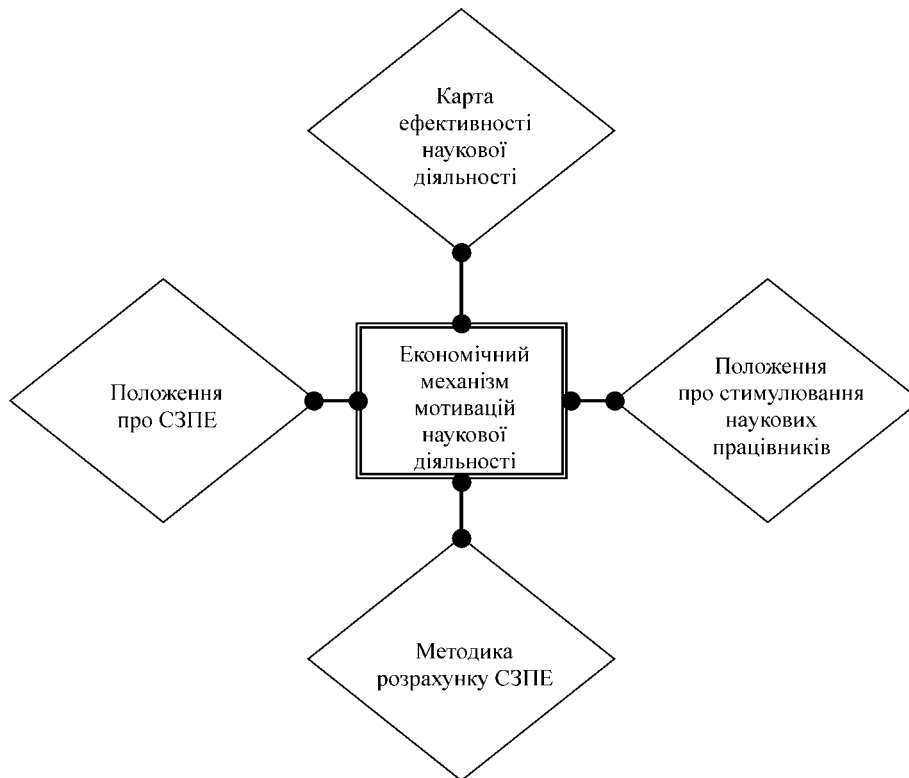 Карта
ефективності
наукової
діяльності
Положення
про СЗПЕ
Економічний
механізм
мотивацій
наукової
діяльності
Положення
про стимулювання
наукових
працівників
Методика
розрахунку СЗПЕ